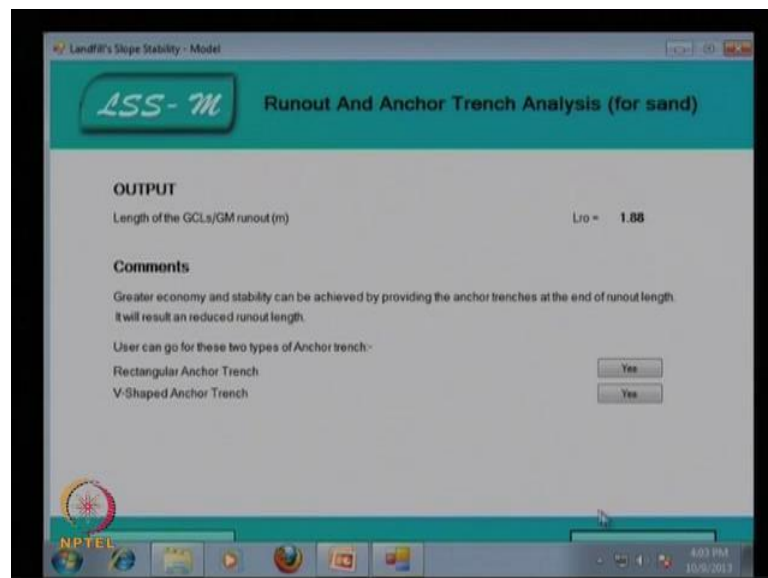 Landfill's Slope Stability - Model
LSS-M
Runout And Anchor Trench Analysis (for sand)
OUTPUT
Length of the GCLs/GM runout (m)
Lro = 1.88
Comments
Greater economy and stability can be achieved by providing the anchor trenches at the end of runout length.
It will result an reduced runout length.
User can go for these two types of Anchor trench:-
Rectangular Anchor Trench
Yes
V-Shaped Anchor Trench
Yes
NPTEL
4:03 PM
10/9/2013